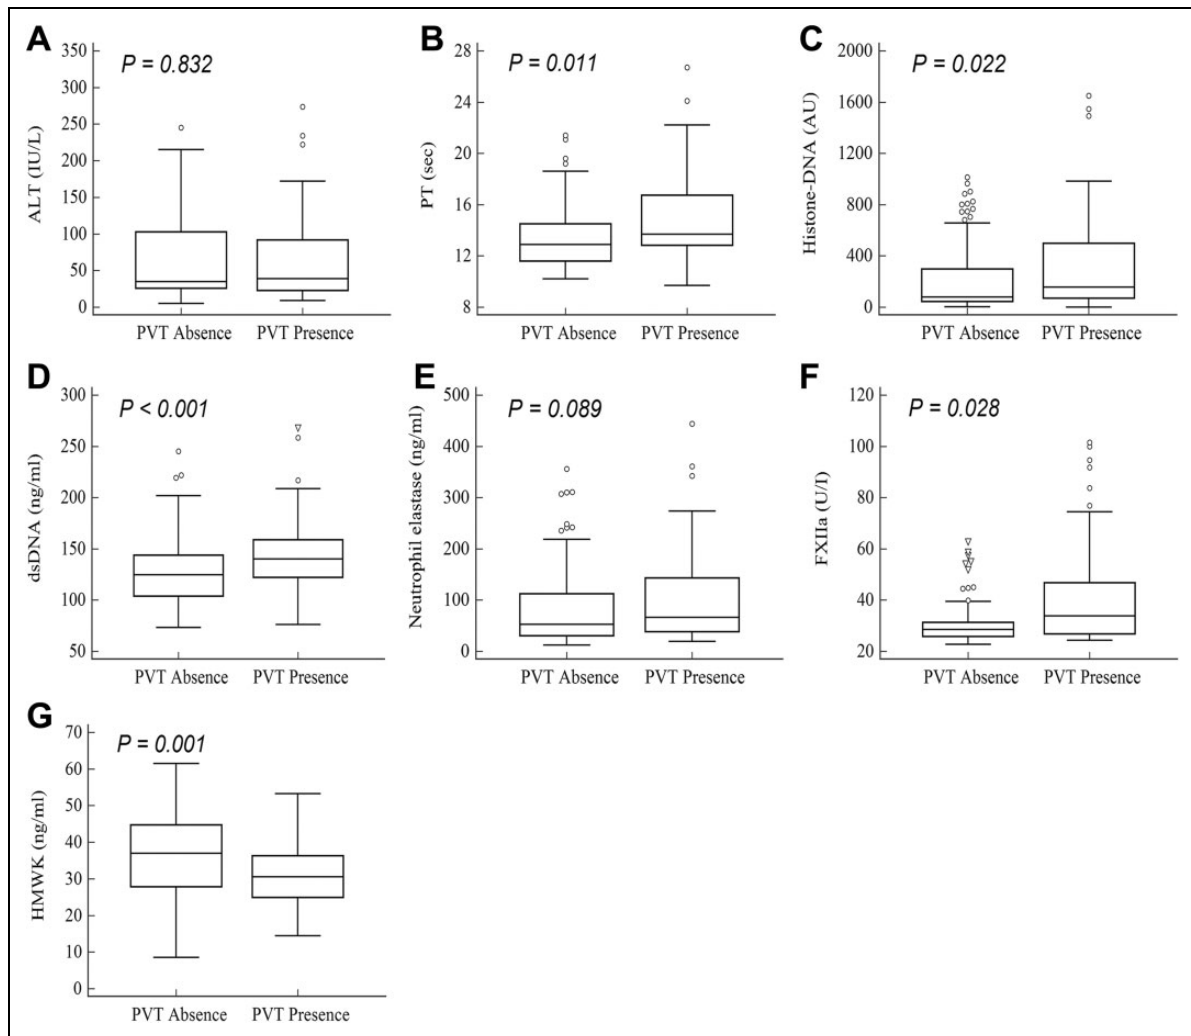 A
350
300
250
200
150
100
50
0
ALT (IU/L)
P = 0.832
PVT Absence PVT Presence
B
28
24
20
16
12
8
PT (sec)
P = 0.011
PVT Absence PVT Presence
C
2000
1600
1200
800
400
0
Histone-DNA (AU)
P = 0.022
PVT Absence PVT Presence
D
300
250
200
150
100
50
dsDNA (ng/ml)
P < 0.001
PVT Absence PVT Presence
E
500
400
300
200
100
0
Neutrophil elastase (ng/ml)
P = 0.089
PVT Absence PVT Presence
F
120
100
80
60
40
20
FXIIa (U/I)
P = 0.028
PVT Absence PVT Presence
G
70
60
50
40
30
20
10
0
HMWK (ng/ml)
P = 0.001
PVT Absence PVT Presence